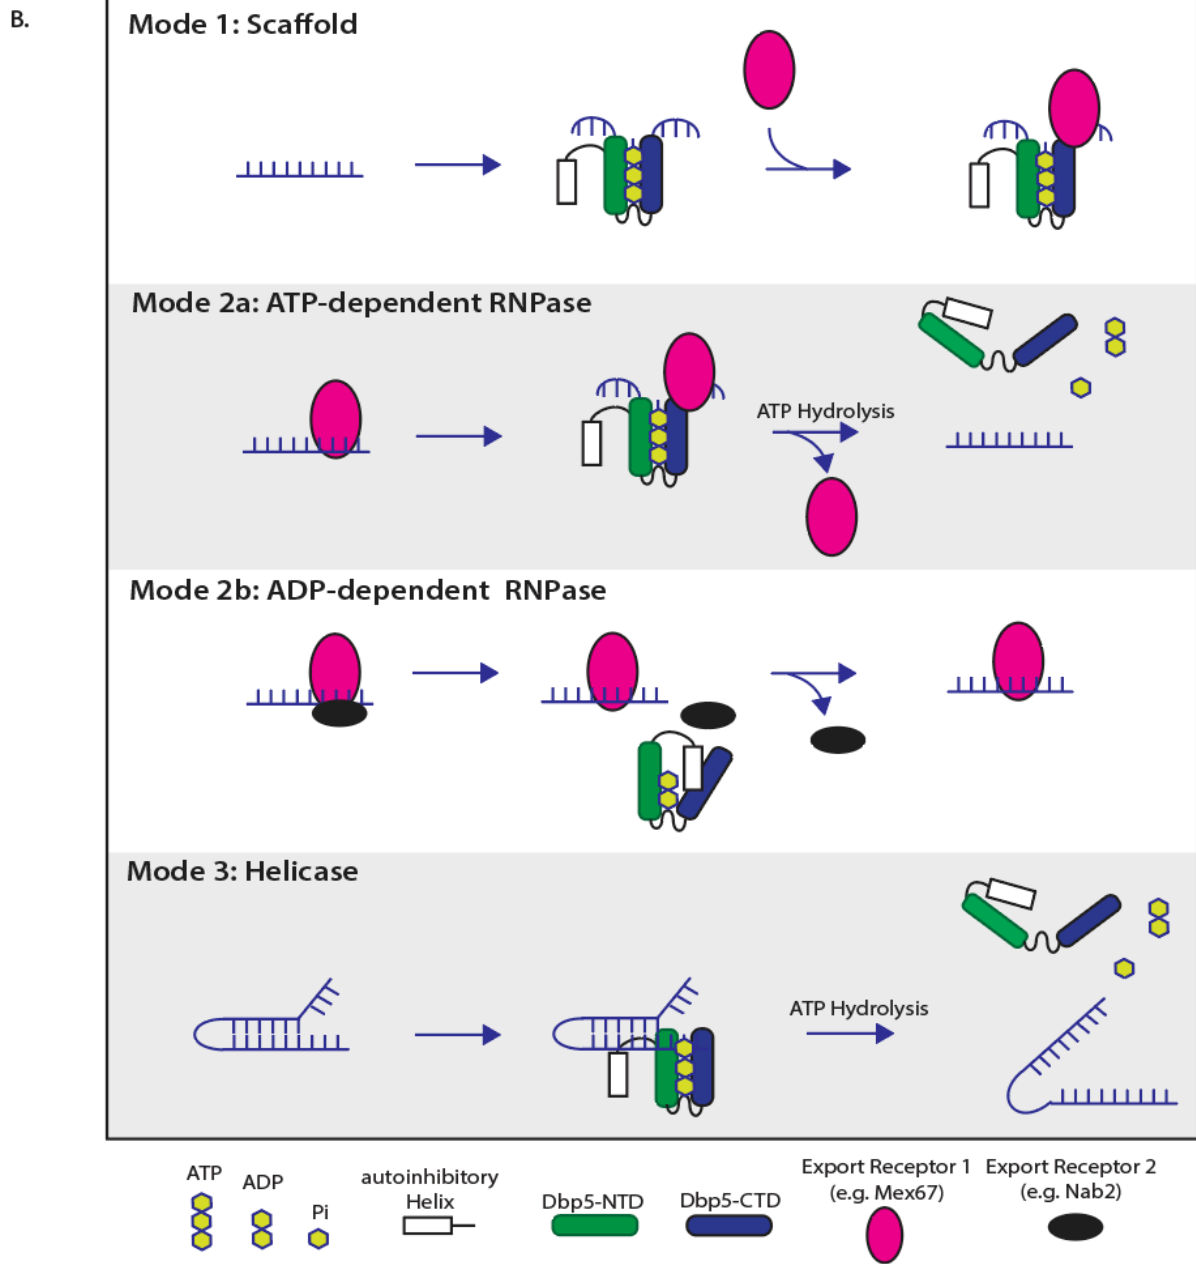 B.
Mode 1: Scaffold
Mode 2a: ATP-dependent RNPase
ATP Hydrolysis
Mode 2b: ADP-dependent RNPase
Mode 3: Helicase
ATP Hydrolysis
ATP
ADP
Pi
autoinhibitory
Helix
Dbp5-NTD
Dbp5-CTD
Export Receptor 1
(e.g. Mex67)
Export Receptor 2
(e.g. Nab2)